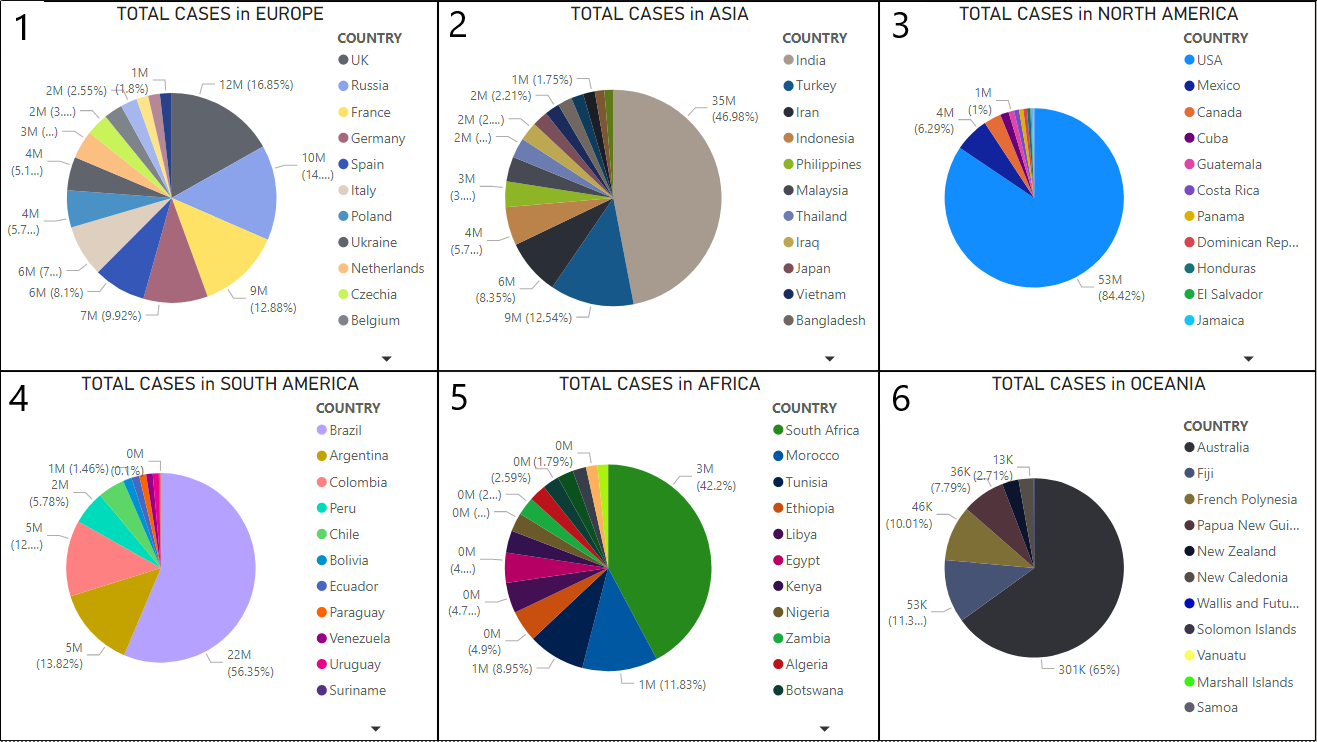 1
TOTAL CASES in EUROPE
COUNTRY
UK
Russia
France
Germany
Spain
Italy
Poland
Ukraine
Netherlands
Czechia
Belgium
12M (16.85%)
10M
(14....)
9M
(12.88%)
7M (9.92%)
6M (8.1%)
6M (7...)
4M
(5.7...)
4M
(5.1...)
3M (...)
2M (3....)
2M (2.55%)
1M
(1.8%)
2
TOTAL CASES in ASIA
COUNTRY
India
Turkey
Iran
Indonesia
Philippines
Malaysia
Thailand
Iraq
Japan
Vietnam
Bangladesh
35M
(46.98%)
9M (12.54%)
6M
(8.35%)
4M
(5.7...)
3M
(3....)
2M (...)
2M (2....)
2M (2.21%)
1M (1.75%)
3
TOTAL CASES in NORTH AMERICA
COUNTRY
USA
Mexico
Canada
Cuba
Guatemala
Costa Rica
Panama
Dominican Rep...
Honduras
El Salvador
Jamaica
53M
(84.42%)
4M
(6.29%)
1M
(1%)
4
TOTAL CASES in SOUTH AMERICA
COUNTRY
Brazil
Argentina
Colombia
Peru
Chile
Bolivia
Ecuador
Paraguay
Venezuela
Uruguay
Suriname
22M
(56.35%)
5M
(13.82%)
5M
(12....)
2M
(5.78%)
1M (1.46%)
0M
(0.1%)
5
TOTAL CASES in AFRICA
COUNTRY
South Africa
Morocco
Tunisia
Ethiopia
Libya
Egypt
Kenya
Nigeria
Zambia
Algeria
Botswana
3M
(42.2%)
1M (11.83%)
1M (8.95%)
0M
(4.9%)
0M
(4.7...)
0M
(4....)
0M (...)
0M (2...)
0M
(2.59%)
0M
(1.79%)
6
TOTAL CASES in OCEANIA
COUNTRY
Australia
Fiji
French Polynesia
Papua New Gui...
New Zealand
New Caledonia
Wallis and Futu...
Solomon Islands
Vanuatu
Marshall Islands
Samoa
301K (65%)
53K
(11.3...)
46K
(10.01%)
36K
(7.79%)
13K
(2.71%)